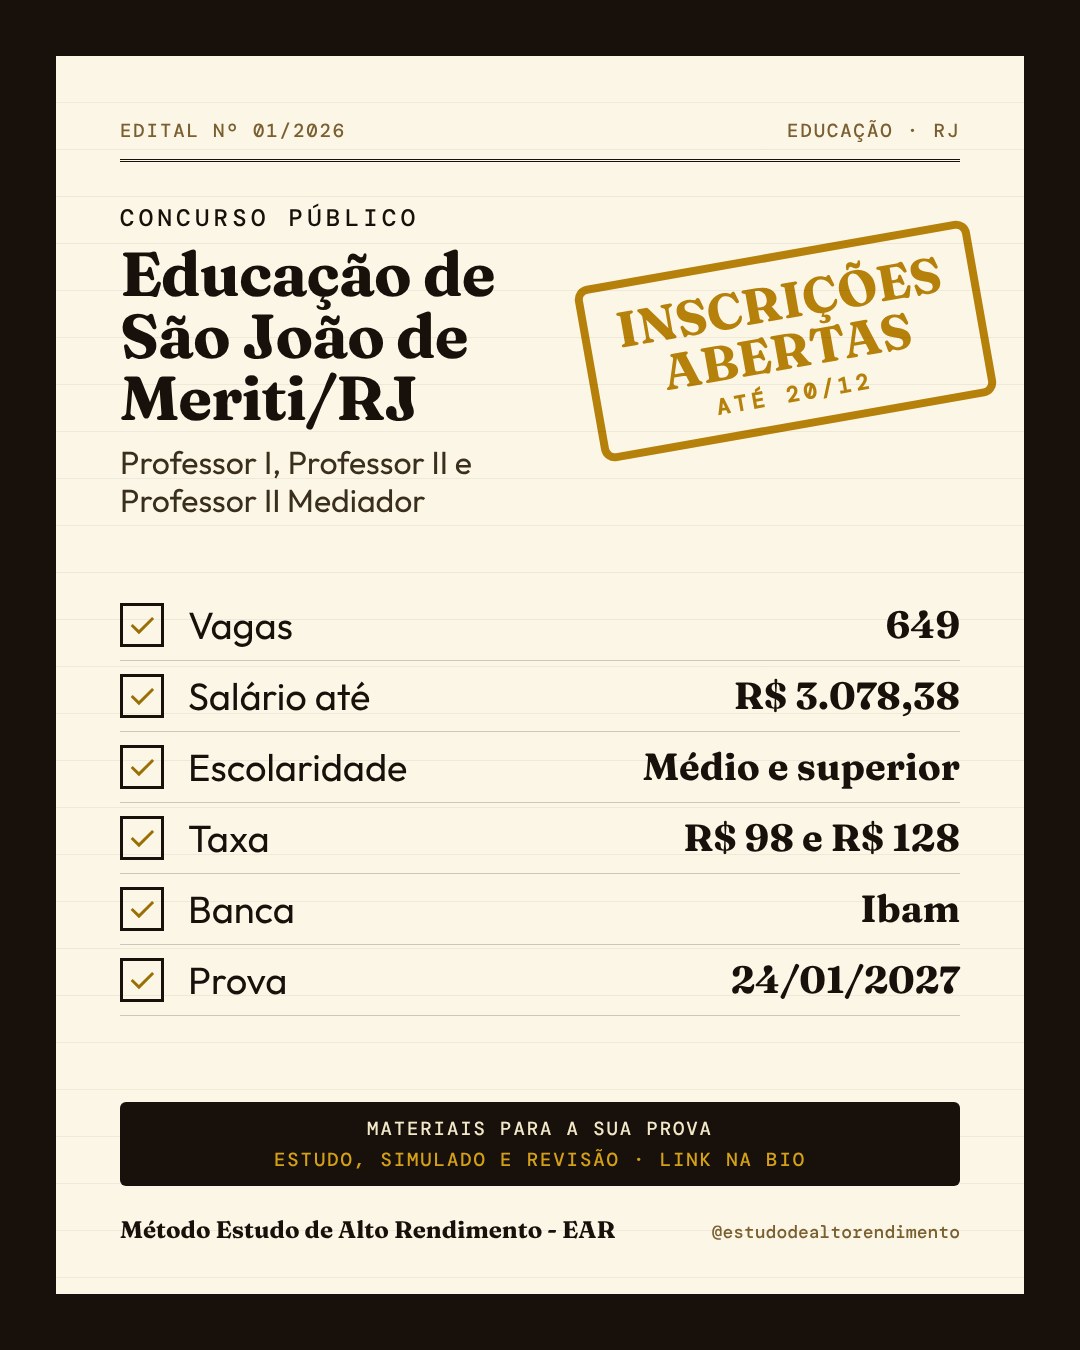 EDITAL Nº 01/2026
EDUCAÇÃO · RJ
CONCURSO PÚBLICO
Educação de
São João de
Meriti/RJ
Professor I, Professor II e
Professor II Mediador
INSCRIÇÕES
ABERTAS
ATÉ 20/12
Vagas 649
Salário até R$ 3.078,38
Escolaridade Médio e superior
Taxa R$ 98 e R$ 128
Banca Ibam
Prova 24/01/2027
MATERIAIS PARA A SUA PROVA
ESTUDO, SIMULADO E REVISÃO · LINK NA BIO
Método Estudo de Alto Rendimento - EAR
@estudodealtorendimento